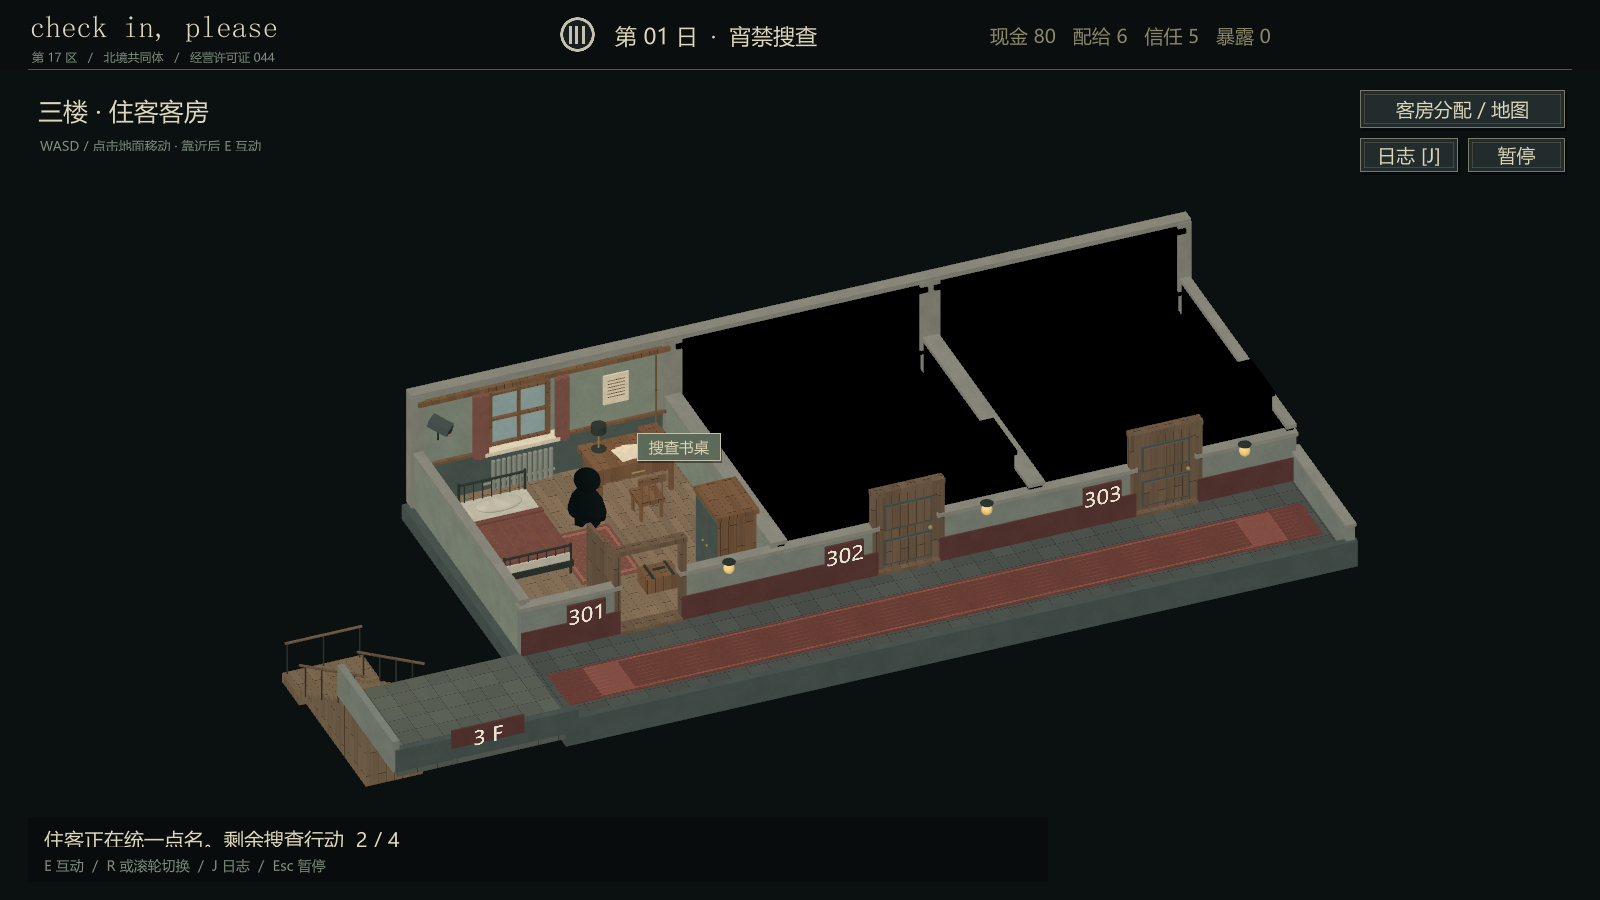 check in, please
第 17 区 / 北境共同体 / 经营许可证 044
第 01 日 · 宵禁搜查
现金 80 配给 6 信任 5 暴露 0
三楼 · 住客客房
WASD / 点击地面移动 · 靠近后 E 互动
客房分配 / 地图
日志 [J]
暂停
搜查书桌
303
302
301
3 F
住客正在统一点名。剩余搜查行动 2 / 4
E 互动 / R 或滚轮切换 / J 日志 / Esc 暂停